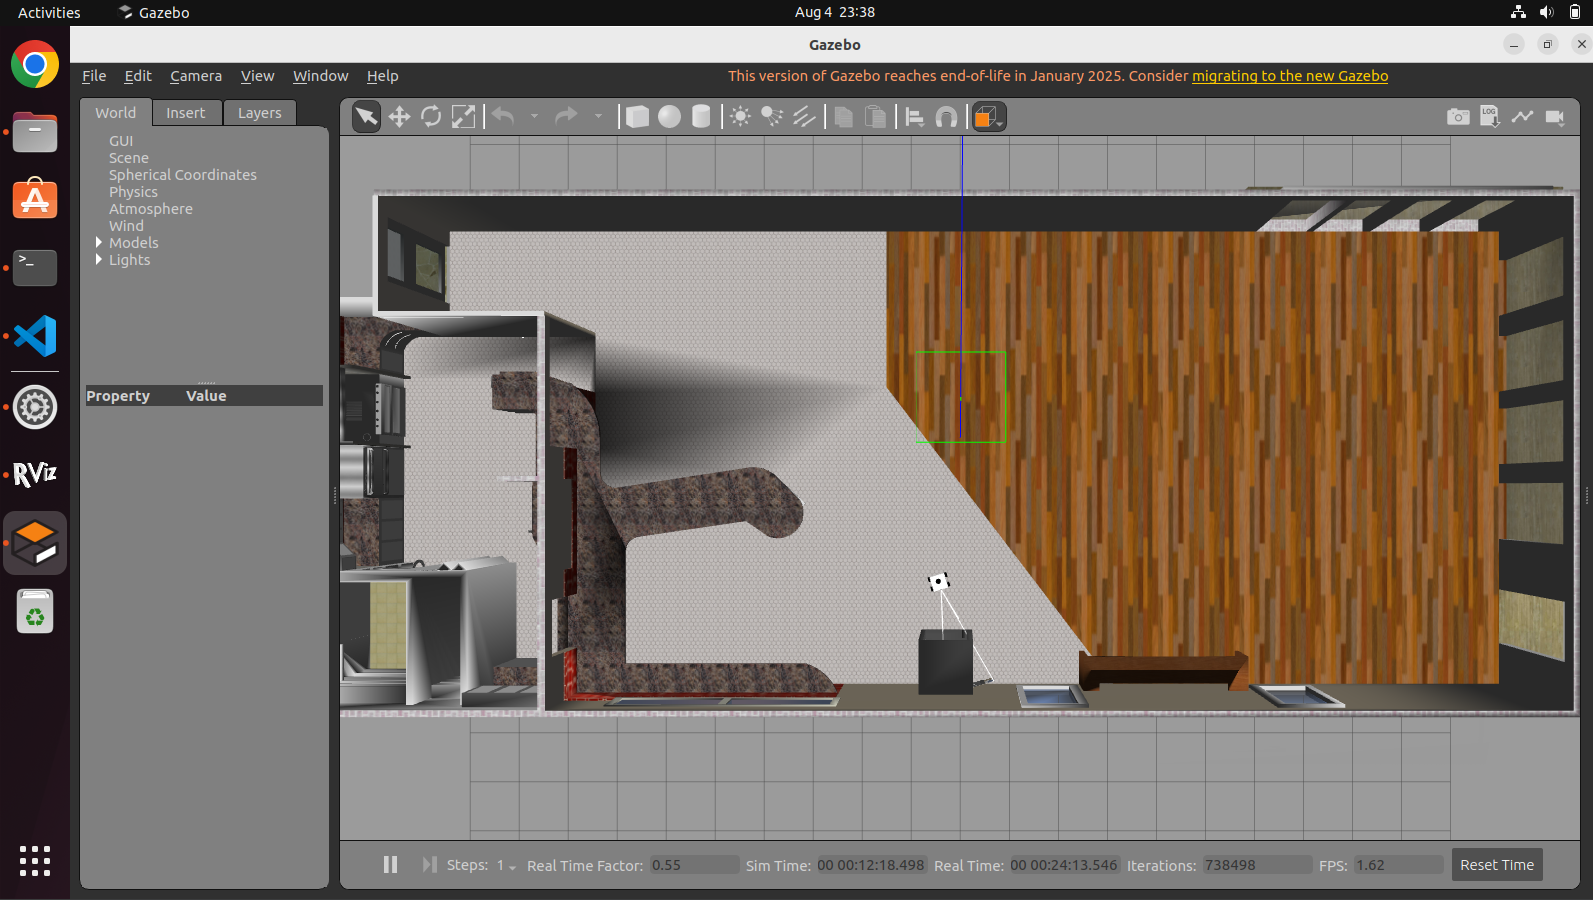 Activities Gazebo Aug 4 23:38
Gazebo
File Edit Camera View Window Help This version of Gazebo reaches end-of-life in January 2025. Consider migrating to the new Gazebo
World Insert Layers
LOG
GUI
Scene
Spherical Coordinates
Physics
Atmosphere
Wind
Models
Lights
Property Value
RViz
Steps: 1 Real Time Factor: 0.55 Sim Time: 00 00:12:18.498 Real Time: 00 00:24:13.546 Iterations: 738498 FPS: 1.62 Reset Time